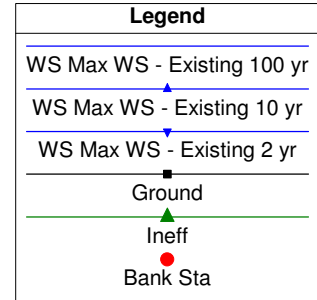 Legend
WS Max WS - Existing 100 yr
WS Max WS - Existing 10 yr
WS Max WS - Existing 2 yr
Ground
Ineff
Bank Sta